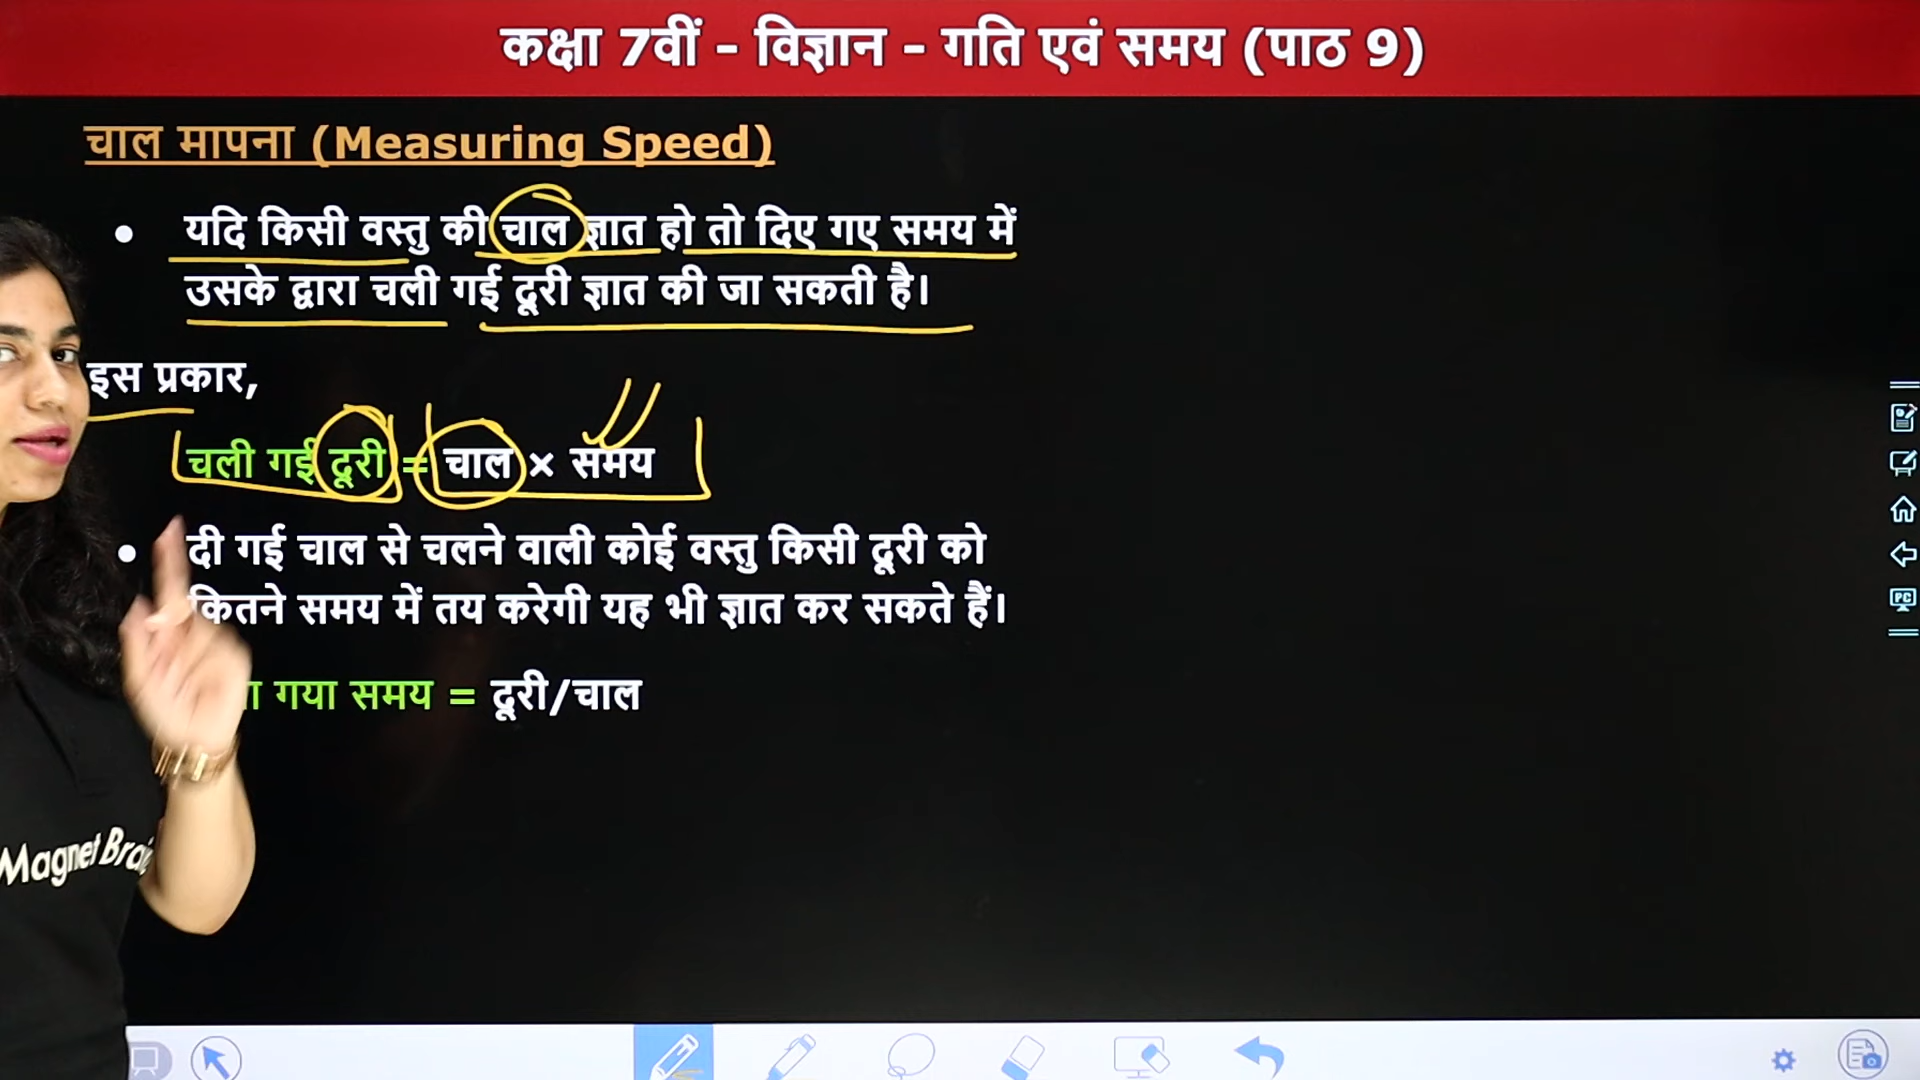 कक्षा 7वीं - विज्ञान - गति एवं समय (पाठ 9)
चाल मापना (Measuring Speed)
• यदि किसी वस्तु की चाल ज्ञात हो तो दिए गए समय में
उसके द्वारा चली गई दूरी ज्ञात की जा सकती है।
इस प्रकार,
चली गई दूरी = चाल × समय
• दी गई चाल से चलने वाली कोई वस्तु किसी दूरी को
कितने समय में तय करेगी यह भी ज्ञात कर सकते हैं।
गया समय = दूरी/चाल
Magnet
PC